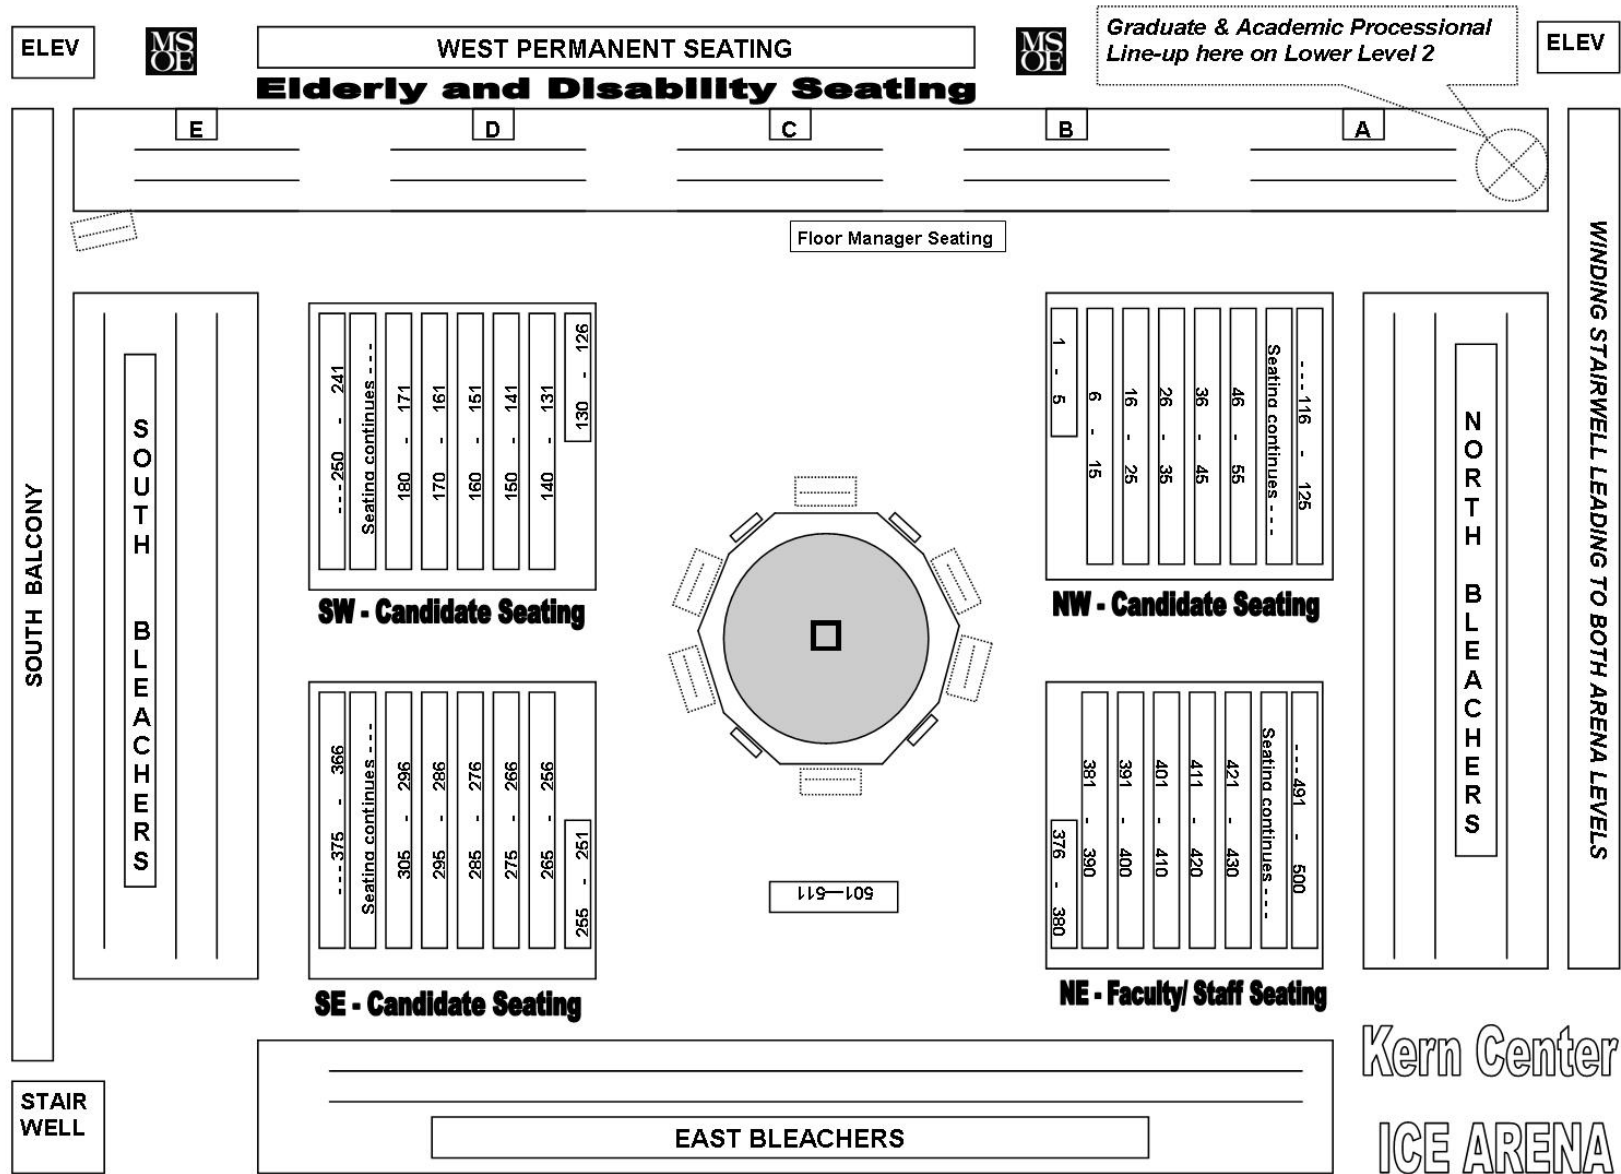 ELEV
MS
OE
WEST PERMANENT SEATING
MS
OE
Graduate & Academic Processional
Line-up here on Lower Level 2
ELEV
Elderly and Disability Seating
E
D
C
B
A
Floor Manager Seating
SOUTH BALCONY
SOUTH BLEACHERS
---250 - 241
Seating continues ----
180 - 171
170 - 161
160 - 151
150 - 141
140 - 131
130 - 126
SW - Candidate Seating
1 - 5
6 - 15
16 - 25
26 - 35
36 - 45
46 - 55
Seating continues ----
----116 - 125
NW - Candidate Seating
NORTH BLEACHERS
WINDING STAIRWELL LEADING TO BOTH ARENA LEVELS
---375 - 366
Seating continues ----
305 - 296
295 - 286
285 - 276
275 - 266
265 - 256
255 - 251
SE - Candidate Seating
501—511
376 - 380
381 - 390
391 - 400
401 - 410
411 - 420
421 - 430
Seating continues ----
---491 - 500
NE - Faculty/ Staff Seating
STAIR
WELL
EAST BLEACHERS
Kern Center
ICE ARENA